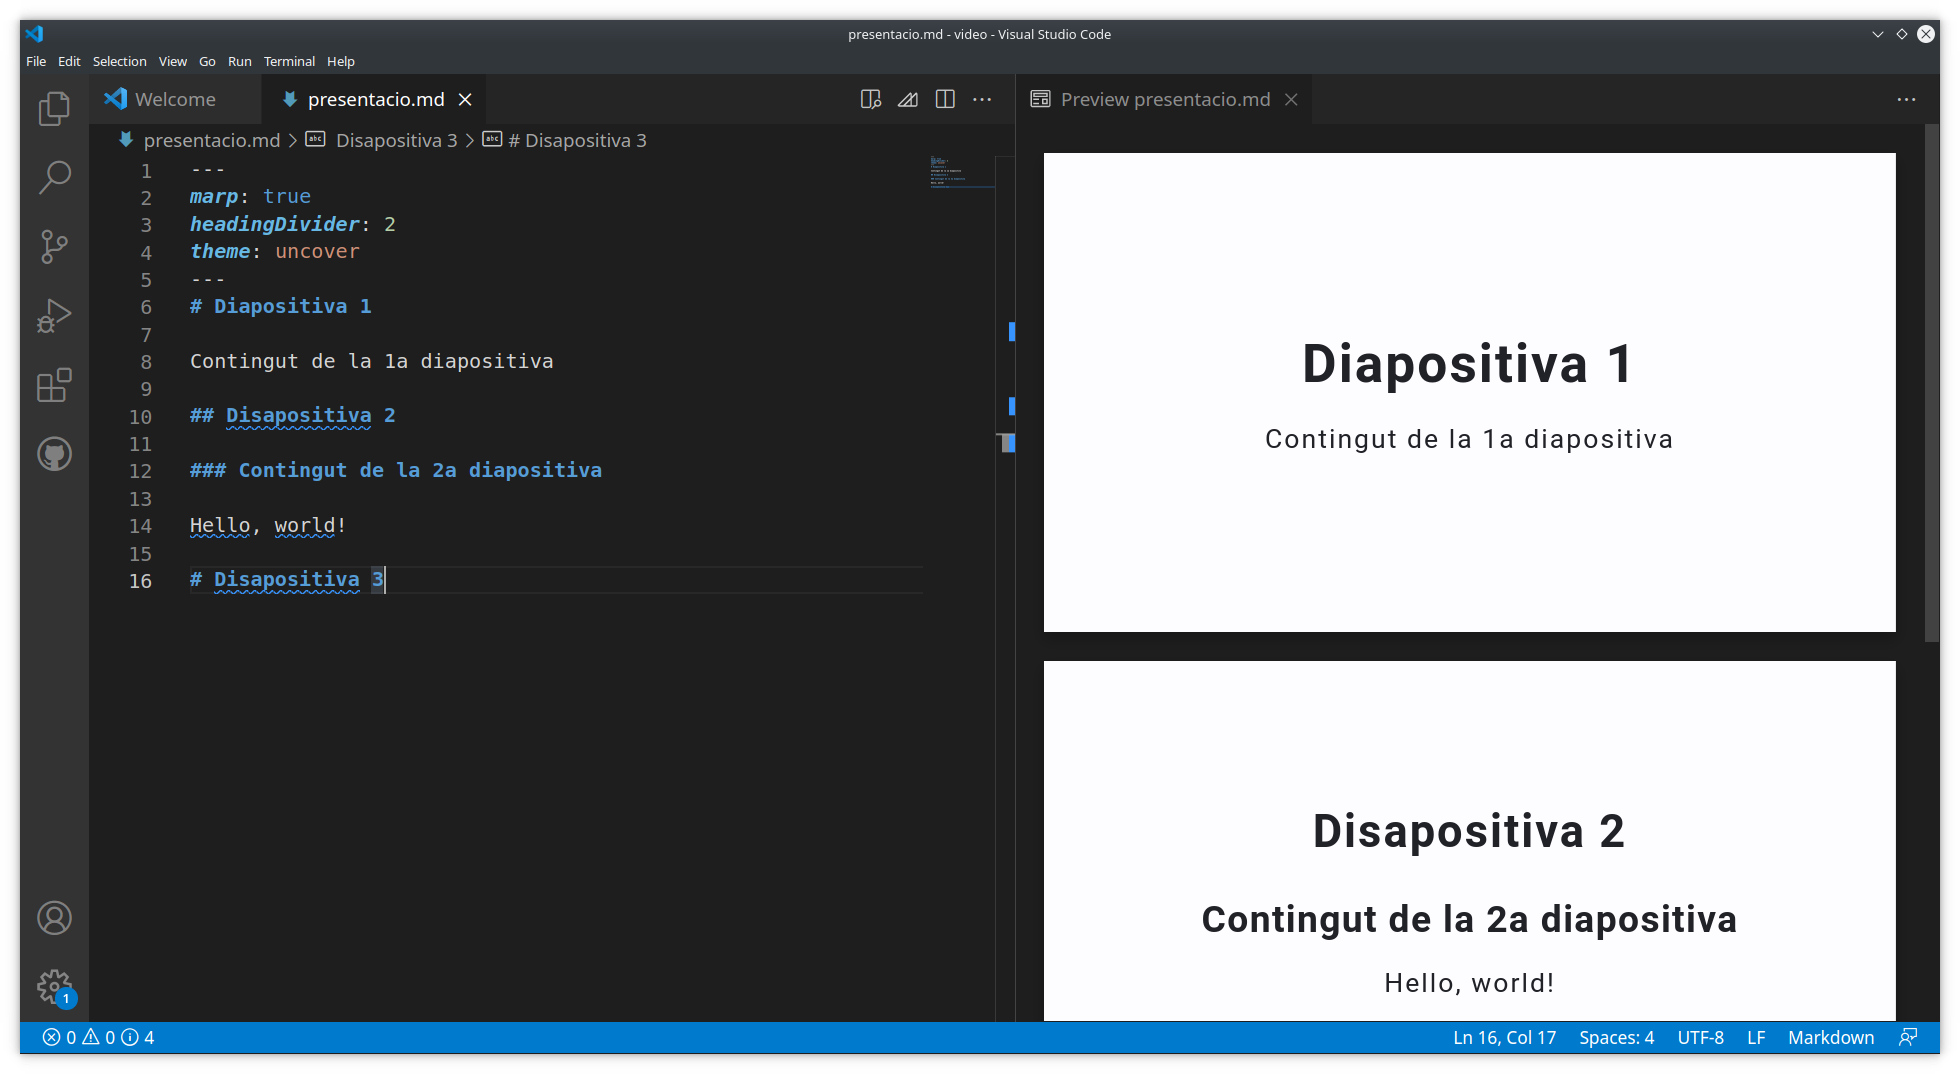 presentacio.md - video - Visual Studio Code
File Edit Selection View Go Run Terminal Help
Welcome presentacio.md
presentacio.md > Disapositiva 3 > # Disapositiva 3
1 ---
2 marp: true
3 headingDivider: 2
4 theme: uncover
5 ---
6 # Diapositiva 1
7
8 Contingut de la 1a diapositiva
9
10 ## Disapositiva 2
11
12 ### Contingut de la 2a diapositiva
13
14 Hello, world!
15
16 # Disapositiva 3
Preview presentacio.md
Diapositiva 1
Contingut de la 1a diapositiva
Disapositiva 2
Contingut de la 2a diapositiva
Hello, world!
1
0 0 4 Ln 16, Col 17 Spaces: 4 UTF-8 LF Markdown